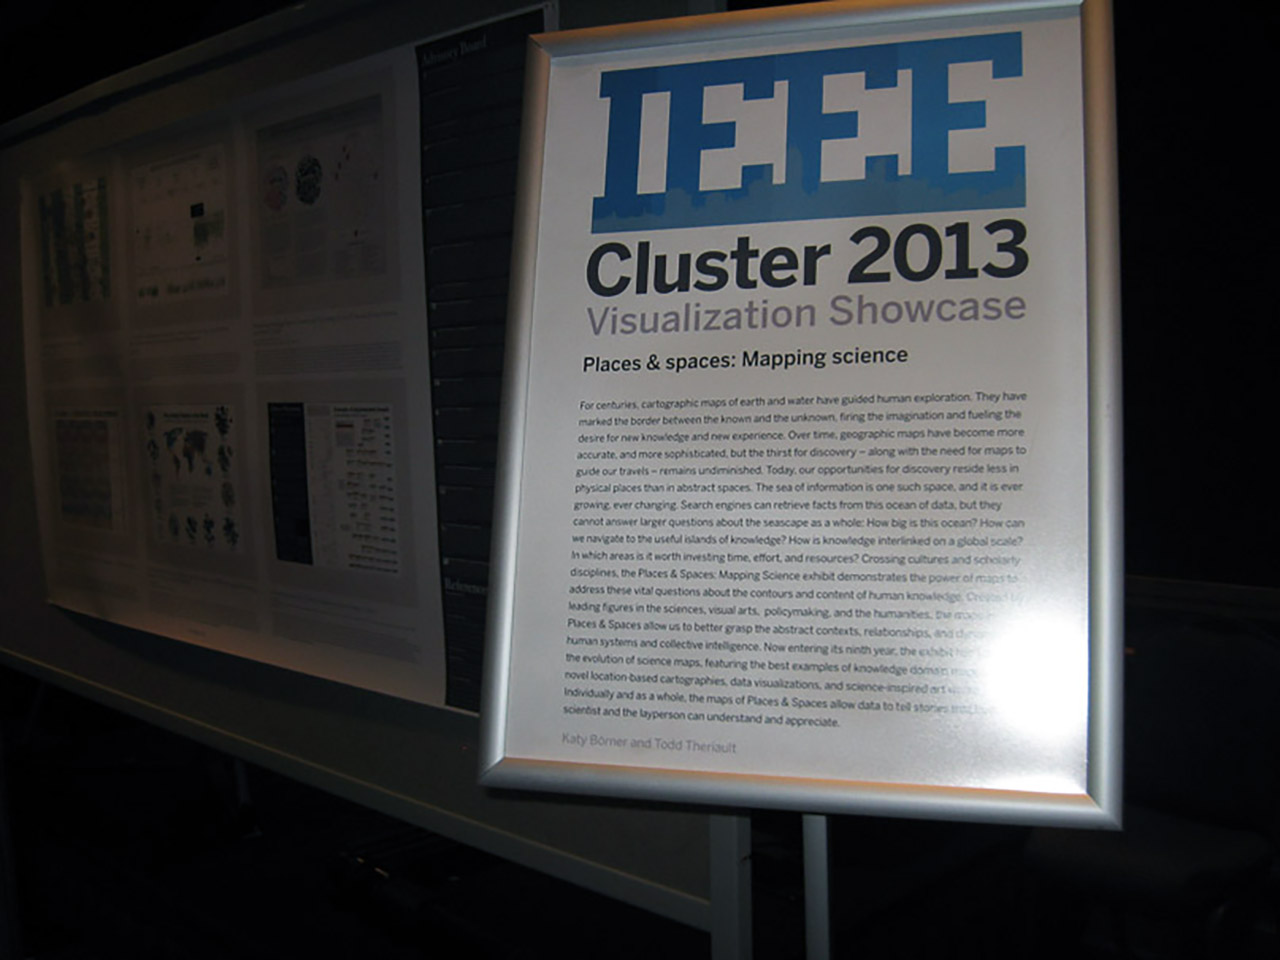 Advisory Board
IEEE
Cluster 2013
Visualization Showcase
Places & spaces: Mapping science
For centuries, cartographic maps of earth and water have guided human exploration. They have
marked the border between the known and the unknown, firing the imagination and fueling the
desire for new knowledge and new experience. Over time, geographic maps have become more
accurate, and more sophisticated, but the thirst for discovery – along with the need for maps to
guide our travels – remains undiminished. Today, our opportunities for discovery reside less in
physical places than in abstract spaces. The sea of information is one such space, and it is ever
growing, ever changing. Search engines can retrieve facts from this ocean of data, but they
cannot answer larger questions about the seascape as a whole: How big is this ocean? How can
we navigate to the useful islands of knowledge? How is knowledge interlinked on a global scale?
In which areas is it worth investing time, effort, and resources? Crossing cultures and scholarly
disciplines, the Places & Spaces: Mapping Science exhibit demonstrates the power of maps to
address these vital questions about the contours and content of human knowledge. Created by
leading figures in the sciences, visual arts, policymaking, and the humanities, the maps
Places & Spaces allow us to better grasp the abstract contexts, relationships, and
human systems and collective intelligence. Now entering its ninth year, the exhibit
the evolution of science maps, featuring the best examples of knowledge domain
novel location-based cartographies, data visualizations, and science-inspired art
Individually and as a whole, the maps of Places & Spaces allow data to tell stories
scientist and the layperson can understand and appreciate.
Katy Börner and Todd Theriault